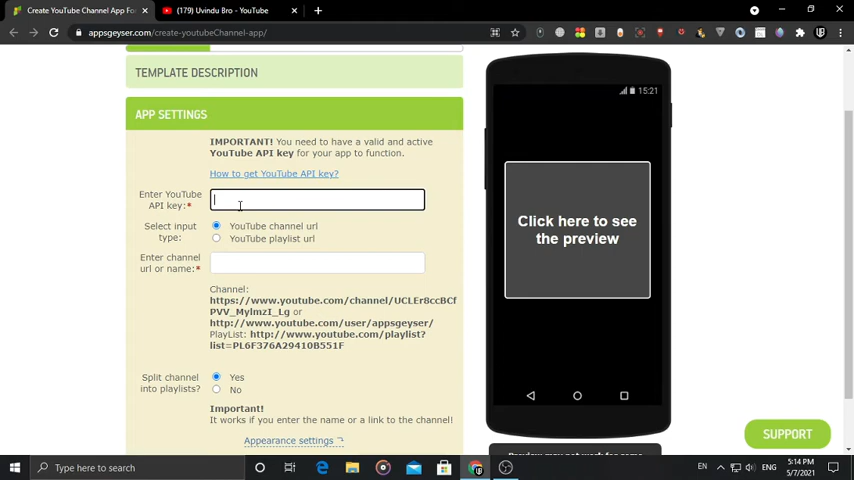 Create YouTube Channel App For
(179) Uvindu Bro - YouTube
appsgeyser.com/create-youtubeChannel-app/
TEMPLATE DESCRIPTION
APP SETTINGS
IMPORTANT! You need to have a valid and active
YouTube API key for your app to function.
How to get YouTube API key?
Enter YouTube
API key:*
Select input
type:
YouTube channel url
YouTube playlist url
Enter channel
url or name:*
Channel:
https://www.youtube.com/channel/UCLEr8ccBCf
PVV_MylmzI_Lg or
http://www.youtube.com/user/appsgeyser/
PlayList: http://www.youtube.com/playlist?
list=PL6F376A29410B551F
Split channel
into playlists?
Yes
No
Important!
It works if you enter the name or a link to the channel!
Appearance settings
15:21
Click here to see
the preview
SUPPORT
Type here to search
EN
ENG
5:14 PM
5/7/2021